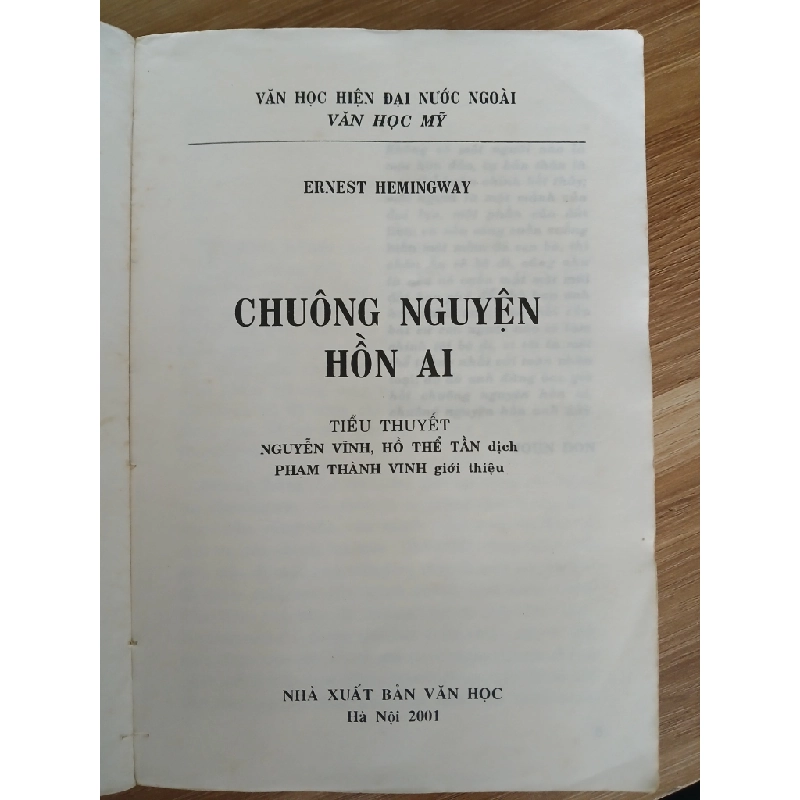 VĂN HỌC HIỆN ĐẠI NƯỚC NGOÀI
VĂN HỌC MỸ
ERNEST HEMINGWAY
CHUÔNG NGUYỆN
HỒN AI
TIỂU THUYẾT
NGUYỄN VĨNH, HỒ THỂ TẦN dịch
PHẠM THÀNH VINH giới thiệu
NHÀ XUẤT BẢN VĂN HỌC
Hà Nội 2001